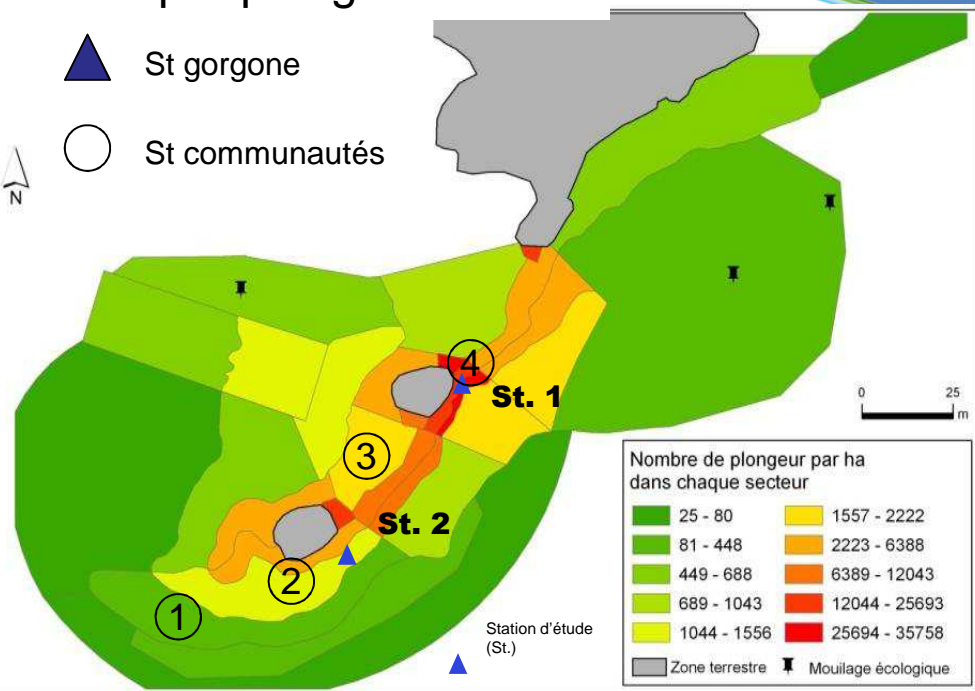 St gorgone
St communautés
N
4
St. 1
3
St. 2
2
1
0 25
m
Station d'étude
(St.)
Nombre de plongeur par ha
dans chaque secteur
25 - 80
1557 - 2222
81 - 448
2223 - 6388
449 - 688
6389 - 12043
689 - 1043
12044 - 25693
1044 - 1556
25694 - 35758
Zone terrestre
Mouilage écologique